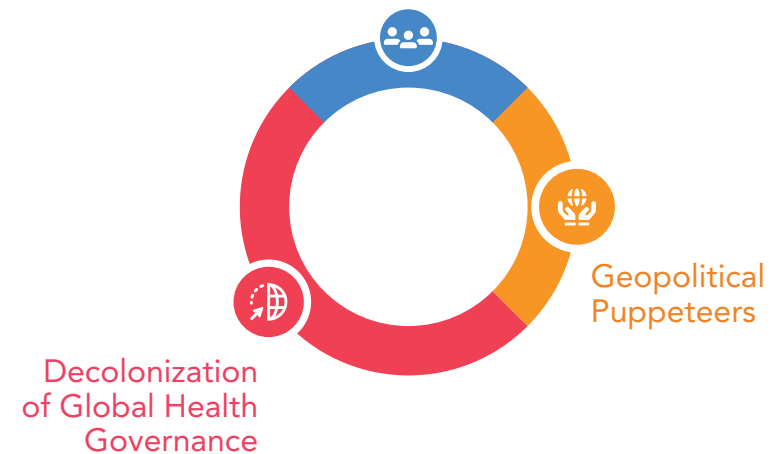 Geopolitical
Puppeteers
Decolonization
of Global Health
Governance